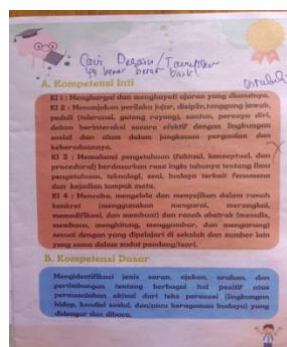 Cari Desain / Tampilan
yg benar benar baik!
A. Kompetensi Inti
KI 1 : Menghargai dan menghayati ajaran yang dianutnya.
KI 2 : Menunjukkan perilaku jujur, disiplin, tanggung jawab,
peduli (toleransi, gotong royong), santun, percaya diri,
dalam berinteraksi secara efektif dengan lingkungan
sosial dan alam dalam jangkauan pergaulan dan
keberadaannya.
KI 3 : Memahami pengetahuan (faktual, konseptual, dan
prosedural) berdasarkan rasa ingin tahunya tentang ilmu
pengetahuan, teknologi, seni, budaya terkait fenomena
dan kejadian tampak mata.
KI 4 : Mencoba, mengolah dan menyajikan dalam ranah
konkret (menggunakan mengurai, merangkai,
memodifikasi, dan membuat) dan ranah abstrak (menulis,
membaca, menghitung, menggambar, dan mengarang)
sesuai dengan yang dipelajari di sekolah dan sumber lain
yang sama dalam sudut pandang/teori.
B. Kompetensi Dasar
Mengidentifikasi jenis saran, ajakan, arahan, dan
pertimbangan tentang berbagai hal positif atas
permasalahan aktual dari teks persuasi (lingkungan
hidup, kondisi sosial, dan/atau keragaman budaya) yang
didengar dan dibaca.